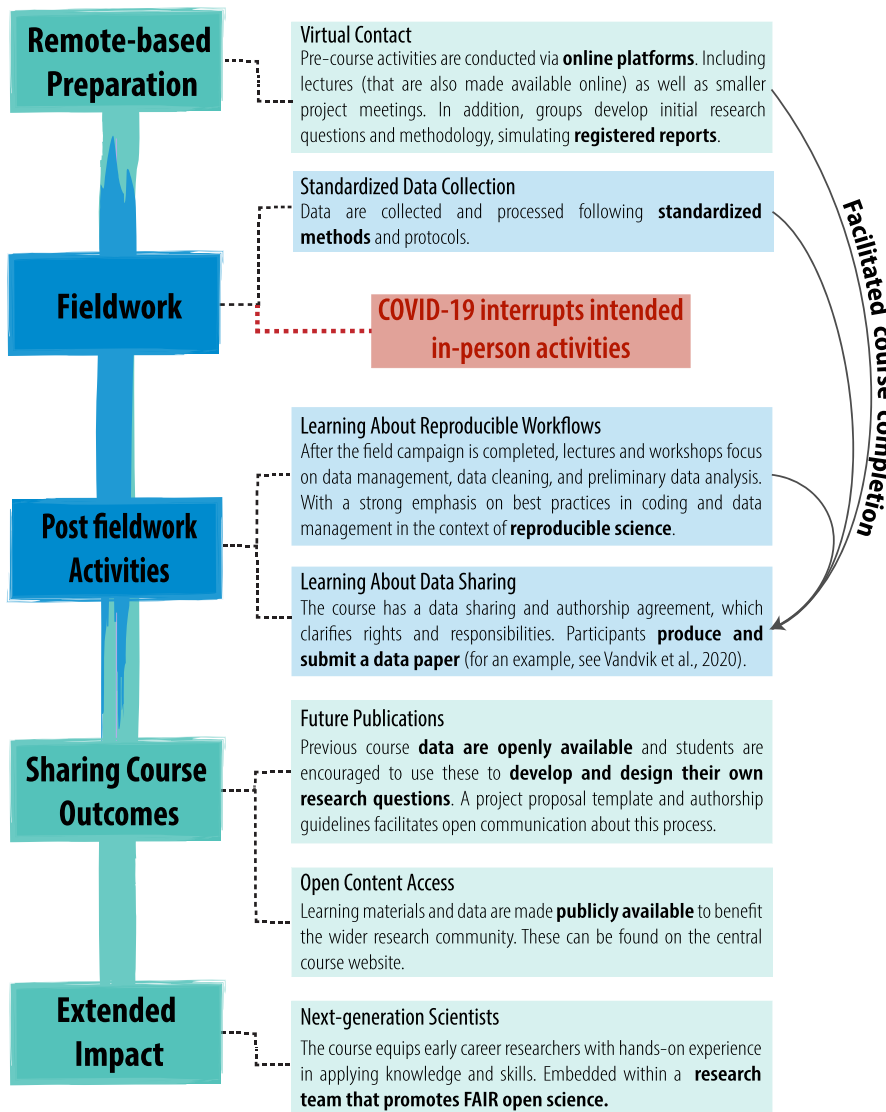 Remote-based
Preparation
Virtual Contact
Pre-course activities are conducted via online platforms. Including
lectures (that are also made available online) as well as smaller
project meetings. In addition, groups develop initial research
questions and methodology, simulating registered reports.
Standardized Data Collection
Data are collected and processed following standardized
methods and protocols.
Fieldwork
COVID-19 interrupts intended
in-person activities
Facilitated course completion
Learning About Reproducible Workflows
After the field campaign is completed, lectures and workshops focus
on data management, data cleaning, and preliminary data analysis.
With a strong emphasis on best practices in coding and data
management in the context of reproducible science.
Post fieldwork
Activities
Learning About Data Sharing
The course has a data sharing and authorship agreement, which
clarifies rights and responsibilities. Participants produce and
submit a data paper (for an example, see Vandvik et al., 2020).
Sharing Course
Outcomes
Future Publications
Previous course data are openly available and students are
encouraged to use these to develop and design their own
research questions. A project proposal template and authorship
guidelines facilitates open communication about this process.
Open Content Access
Learning materials and data are made publicly available to benefit
the wider research community. These can be found on the central
course website.
Extended
Impact
Next-generation Scientists
The course equips early career researchers with hands-on experience
in applying knowledge and skills. Embedded within a research
team that promotes FAIR open science.